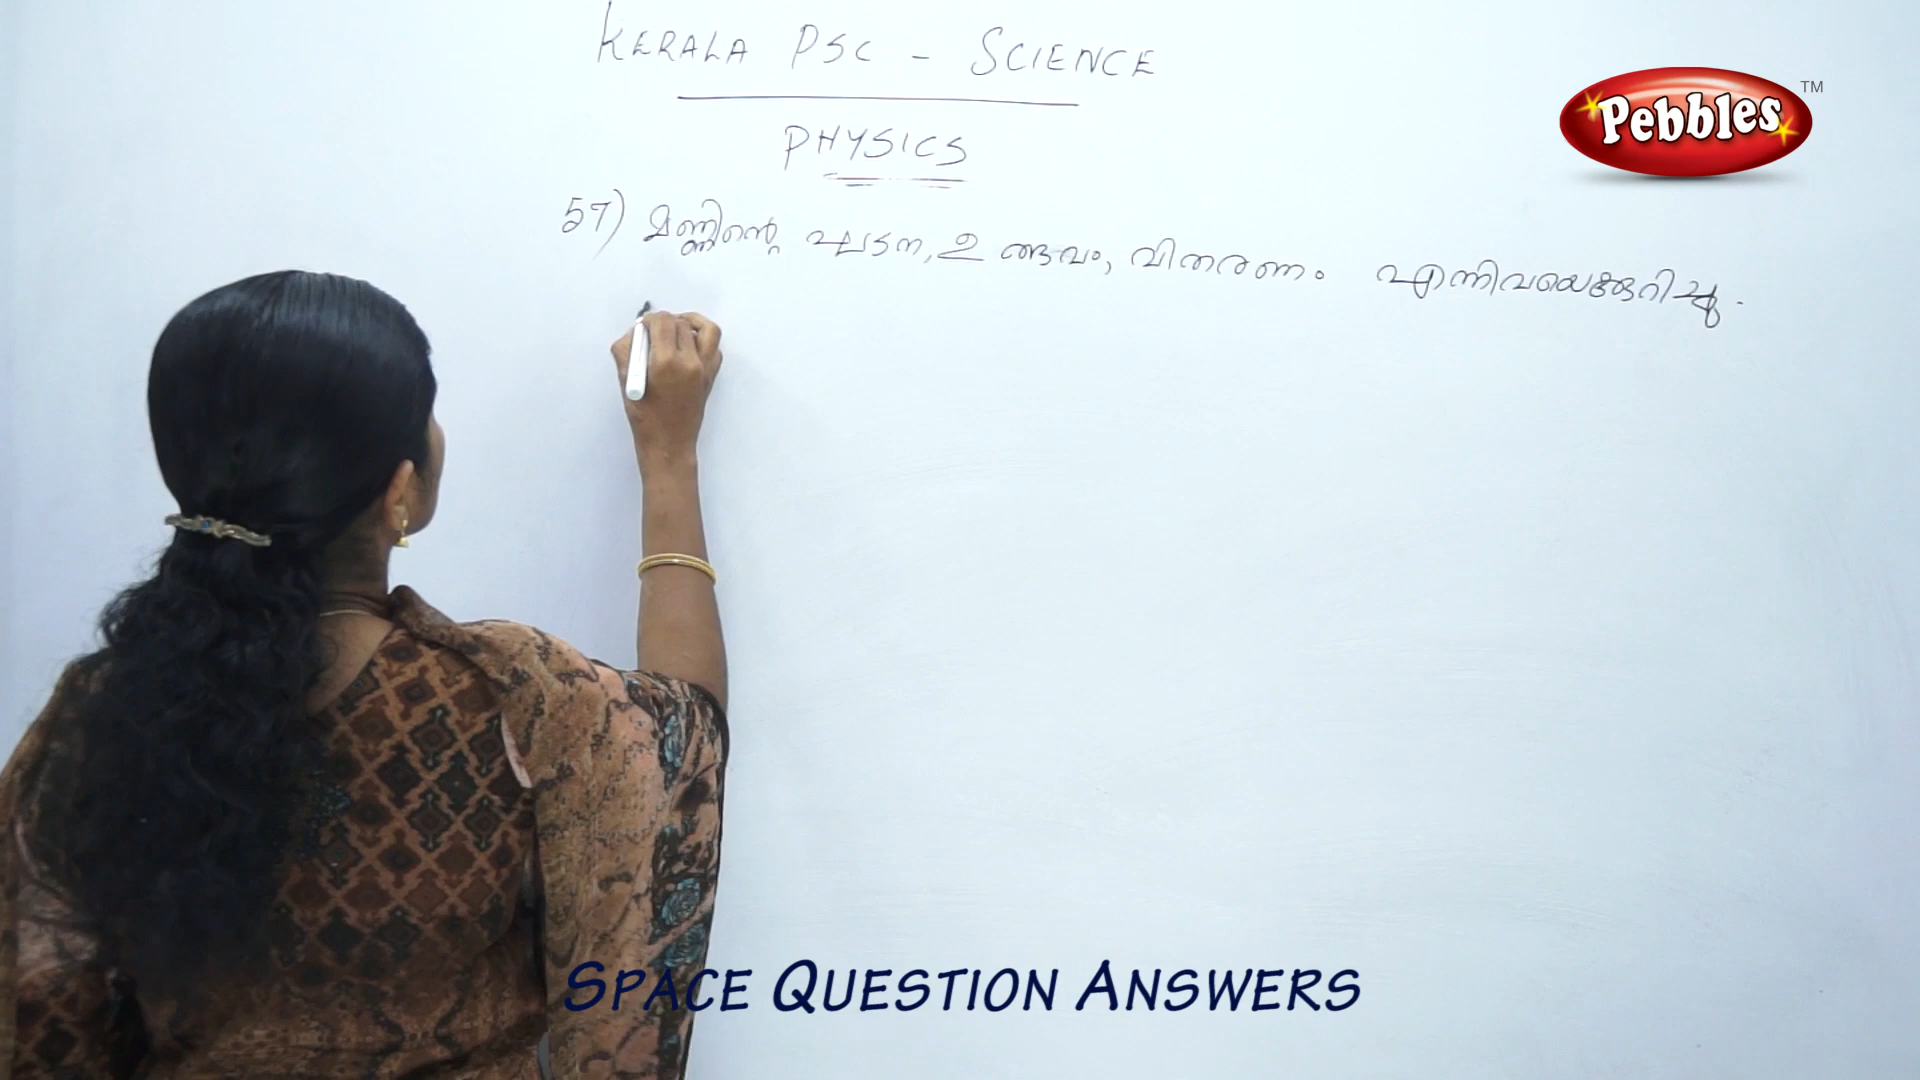 KERALA PSC - SCIENCE
Pebbles TM
PHYSICS
57) മണ്ണിന്റെ ഘടന, ഉത്ഭവം, വിതരണം എന്നിവയെക്കുറിച്ചു.
SPACE QUESTION ANSWERS